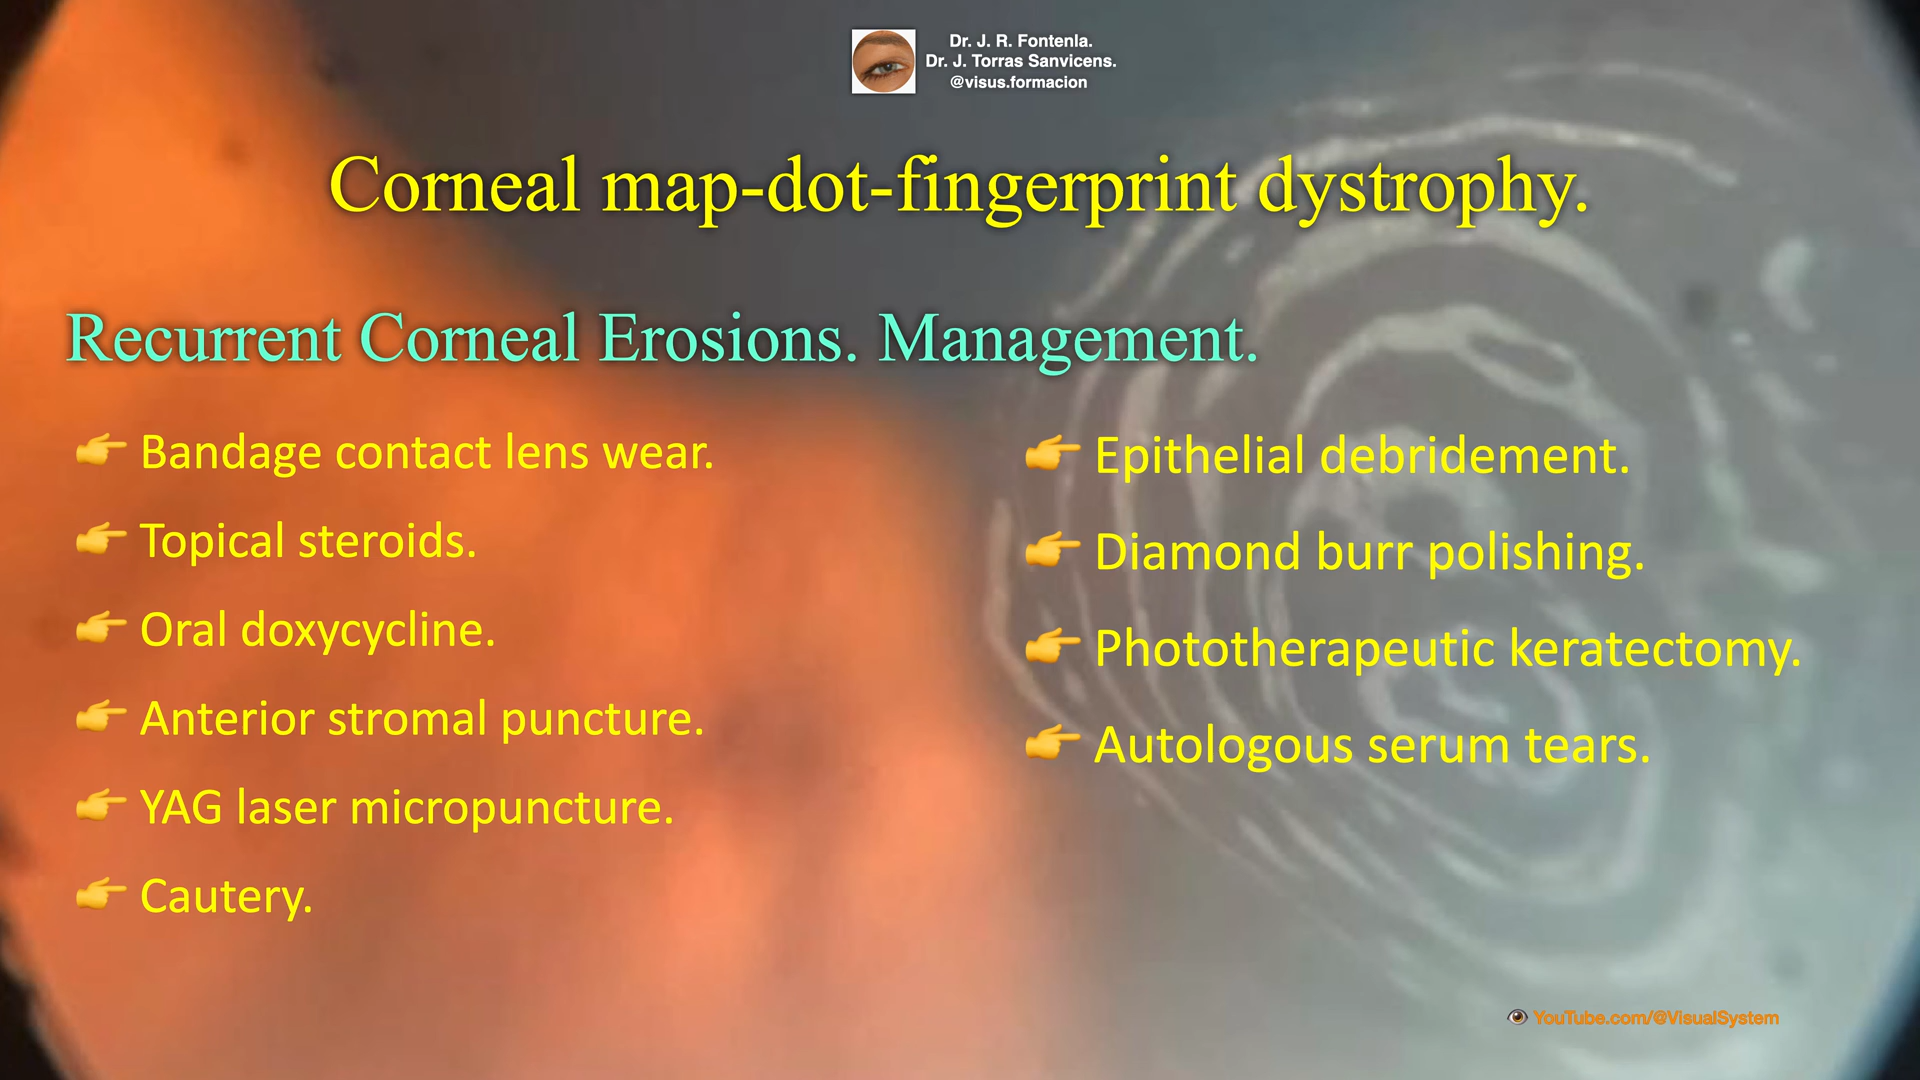 Dr. J. R. Fontenla.
Dr. J. Torras Sanvicens.
@visus.formacion
Corneal map-dot-fingerprint dystrophy.
Recurrent Corneal Erosions. Management.
👉 Bandage contact lens wear.
👉 Topical steroids.
👉 Oral doxycycline.
👉 Anterior stromal puncture.
👉 YAG laser micropuncture.
👉 Cautery.
👉 Epithelial debridement.
👉 Diamond burr polishing.
👉 Phototherapeutic keratectomy.
👉 Autologous serum tears.
👁 YouTube.com/@VisualSystem